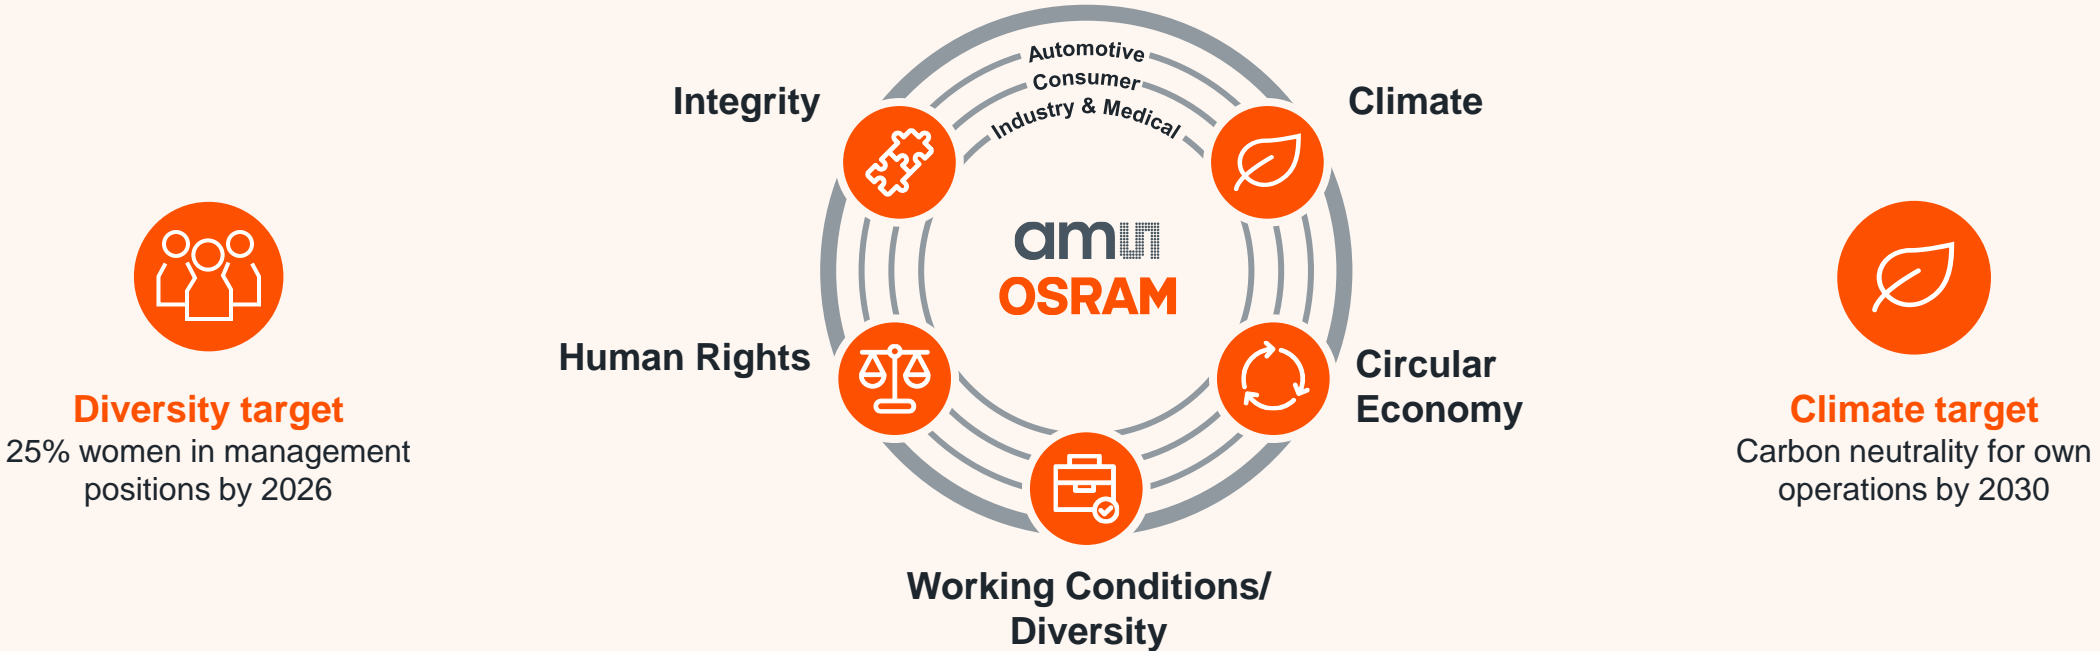 Automotive
Consumer
Industry & Medical
Integrity
Climate
am
OSRAM
Human Rights
Circular
Economy
Working Conditions/
Diversity
Diversity target
25% women in management
positions by 2026
Climate target
Carbon neutrality for own
operations by 2030